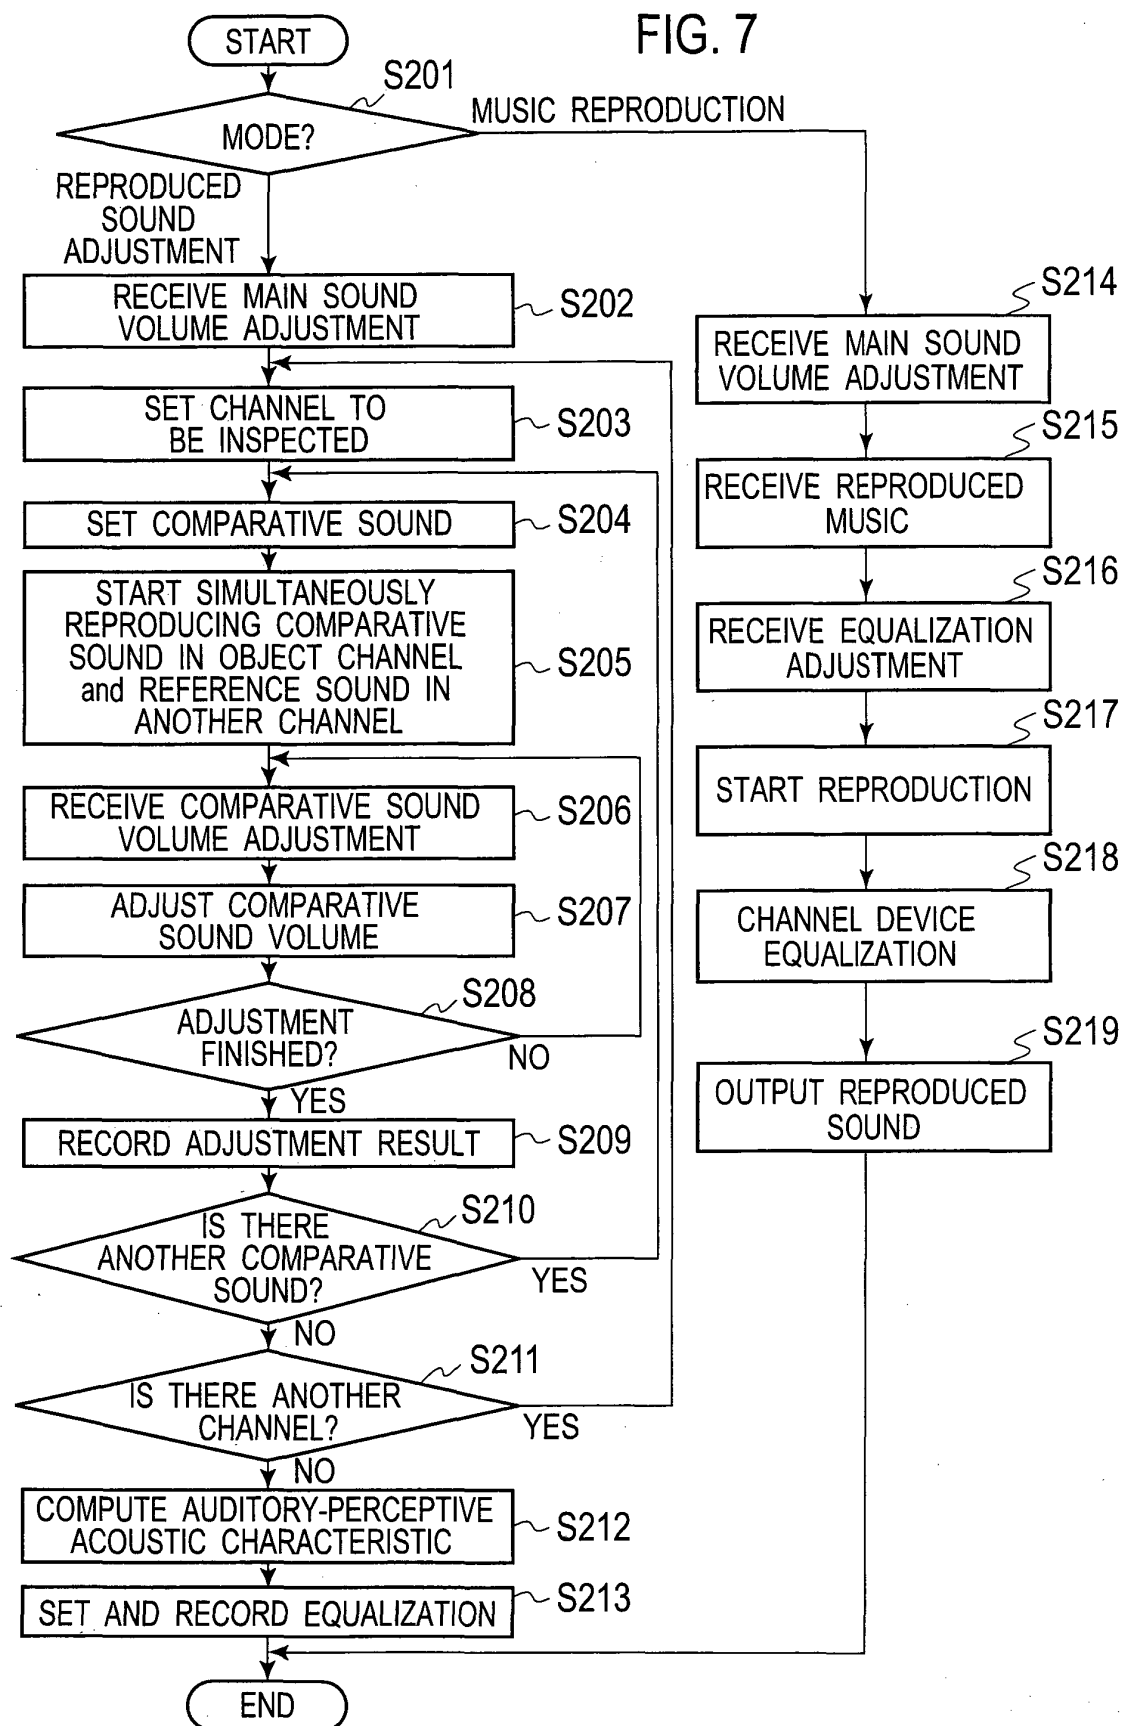 FIG. 7
START
S201
MODE?
MUSIC REPRODUCTION
REPRODUCED
SOUND
ADJUSTMENT
RECEIVE MAIN SOUND
VOLUME ADJUSTMENT
S202
SET CHANNEL TO
BE INSPECTED
S203
SET COMPARATIVE SOUND
S204
START SIMULTANEOUSLY
REPRODUCING COMPARATIVE
SOUND IN OBJECT CHANNEL
and REFERENCE SOUND IN
ANOTHER CHANNEL
S205
RECEIVE COMPARATIVE SOUND
VOLUME ADJUSTMENT
S206
ADJUST COMPARATIVE
SOUND VOLUME
S207
S208
ADJUSTMENT
FINISHED?
NO
YES
RECORD ADJUSTMENT RESULT
S209
S210
IS THERE
ANOTHER COMPARATIVE
SOUND?
YES
NO
S211
IS THERE ANOTHER
CHANNEL?
YES
NO
COMPUTE AUDITORY-PERCEPTIVE
ACOUSTIC CHARACTERISTIC
S212
SET AND RECORD EQUALIZATION
S213
END
S214
RECEIVE MAIN SOUND
VOLUME ADJUSTMENT
S215
RECEIVE REPRODUCED
MUSIC
S216
RECEIVE EQUALIZATION
ADJUSTMENT
S217
START REPRODUCTION
S218
CHANNEL DEVICE
EQUALIZATION
S219
OUTPUT REPRODUCED
SOUND